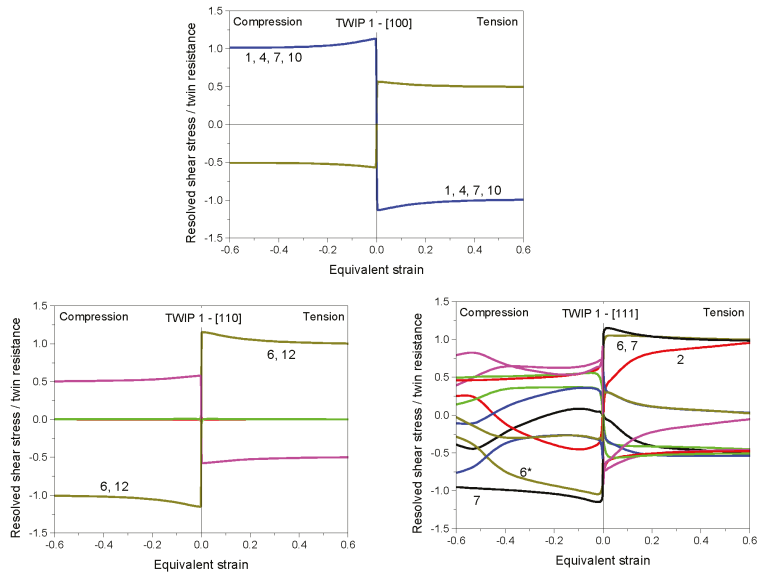 Compression TWIP 1 - [100] Tension
Resolved shear stress / twin resistance
1.5
1.0
0.5
0.0
-0.5
-1.0
-1.5
1, 4, 7, 10
1, 4, 7, 10
-0.6 -0.4 -0.2 0.0 0.2 0.4 0.6
Equivalent strain
Compression TWIP 1 - [110] Tension
Resolved shear stress / twin resistance
1.5
1.0
0.5
0.0
-0.5
-1.0
-1.5
6, 12
6, 12
-0.6 -0.4 -0.2 0.0 0.2 0.4 0.6
Equivalent strain
Compression TWIP 1 - [111] Tension
Resolved shear stress / twin resistance
1.5
1.0
0.5
0.0
-0.5
-1.0
-1.5
6, 7
2
6*
7
-0.6 -0.4 -0.2 0.0 0.2 0.4 0.6
Equivalent strain